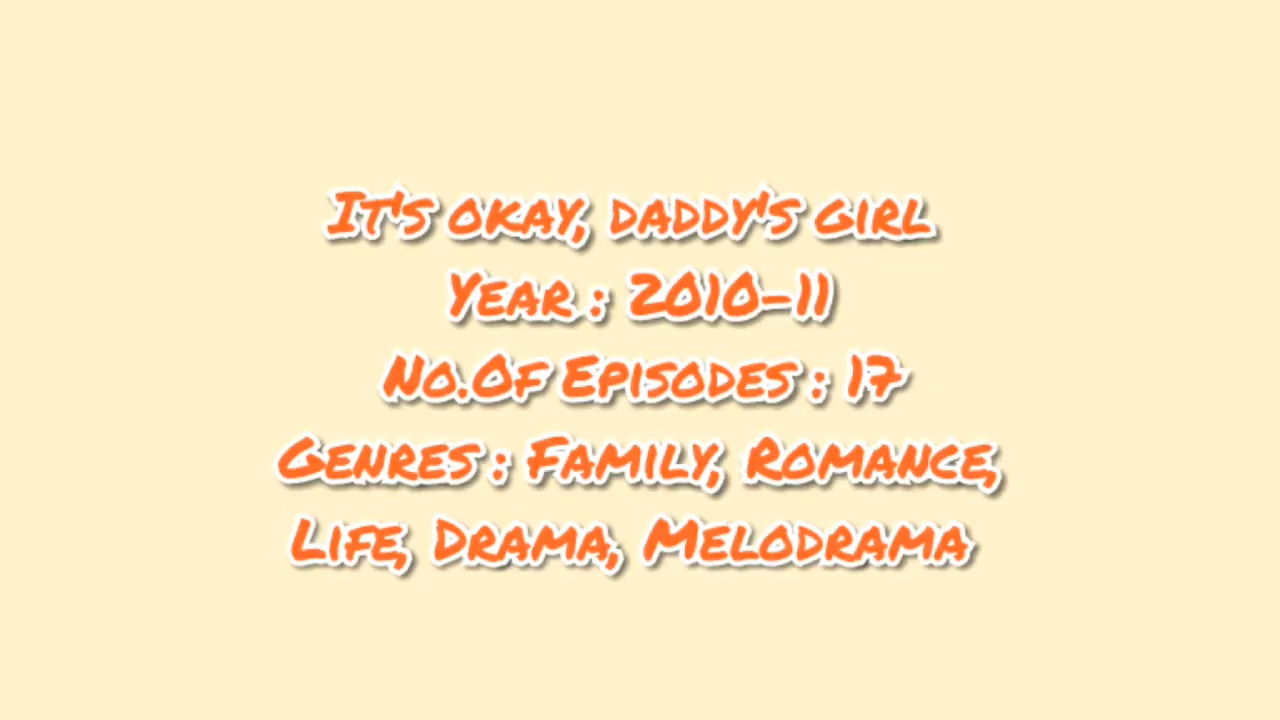 It's okay, daddy's girl
Year : 2010-11
No.Of Episodes : 17
Genres : Family, Romance,
Life, Drama, Melodrama